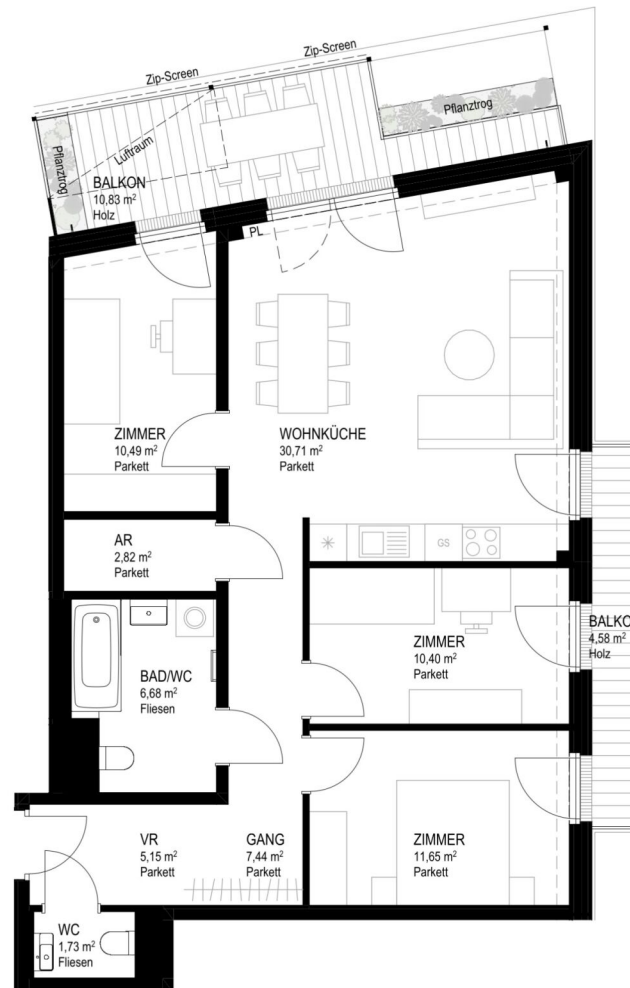 Zip-Screen
Zip-Screen
Pflanztrog
Pflanztrog
Luftraum
BALKON
10,83 m²
Holz
PL
ZIMMER
10,49 m²
Parkett
WOHNKÜCHE
30,71 m²
Parkett
AR
2,82 m²
Parkett
GS
ZIMMER
10,40 m²
Parkett
BALKO
4,58 m²
Holz
BAD/WC
6,68 m²
Fliesen
VR
5,15 m²
Parkett
GANG
7,44 m²
Parkett
ZIMMER
11,65 m²
Parkett
WC
1,73 m²
Fliesen